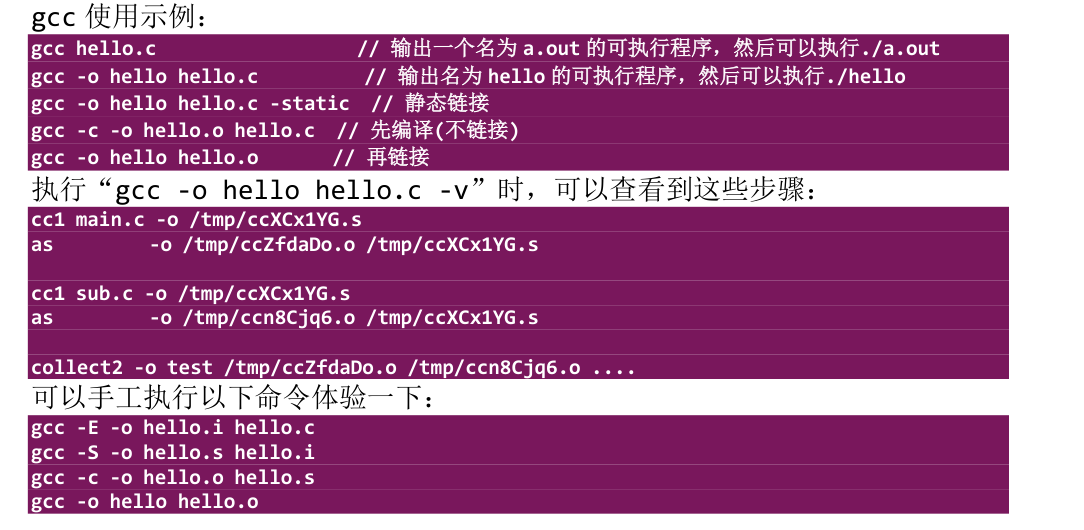 gcc 使用示例：
gcc hello.c // 输出一个名为 a.out 的可执行程序，然后可以执行./a.out
gcc -o hello hello.c // 输出名为 hello 的可执行程序，然后可以执行./hello
gcc -o hello hello.c -static // 静态链接
gcc -c -o hello.o hello.c // 先编译(不链接)
gcc -o hello hello.o // 再链接
执行“gcc -o hello hello.c -v”时，可以查看到这些步骤：
cc1 main.c -o /tmp/ccXCx1YG.s
as -o /tmp/ccZfdaDo.o /tmp/ccXCx1YG.s
cc1 sub.c -o /tmp/ccXCx1YG.s
as -o /tmp/ccn8Cjq6.o /tmp/ccXCx1YG.s
collect2 -o test /tmp/ccZfdaDo.o /tmp/ccn8Cjq6.o ....
可以手工执行以下命令体验一下：
gcc -E -o hello.i hello.c
gcc -S -o hello.s hello.i
gcc -c -o hello.o hello.s
gcc -o hello hello.o